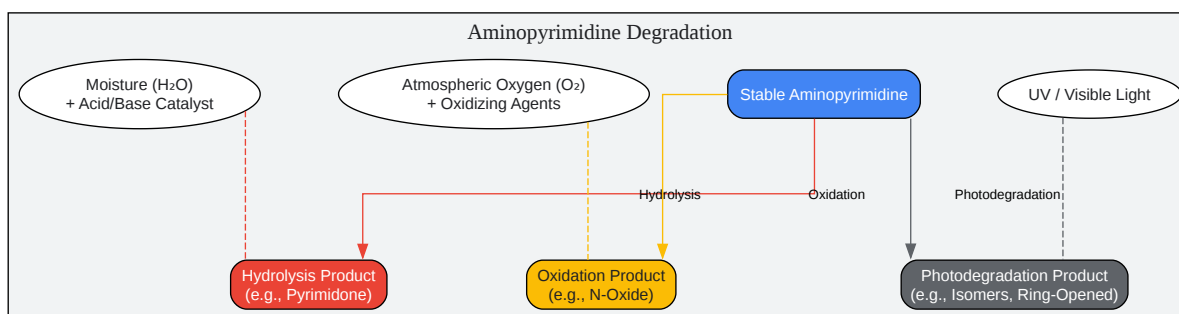 Aminopyrimidine Degradation
Moisture (H₂O)
+ Acid/Base Catalyst
Atmospheric Oxygen (O₂)
+ Oxidizing Agents
Stable Aminopyrimidine
UV / Visible Light
Hydrolysis
Oxidation
Photodegradation
Hydrolysis Product
(e.g., Pyrimidone)
Oxidation Product
(e.g., N-Oxide)
Photodegradation Product
(e.g., Isomers, Ring-Opened)